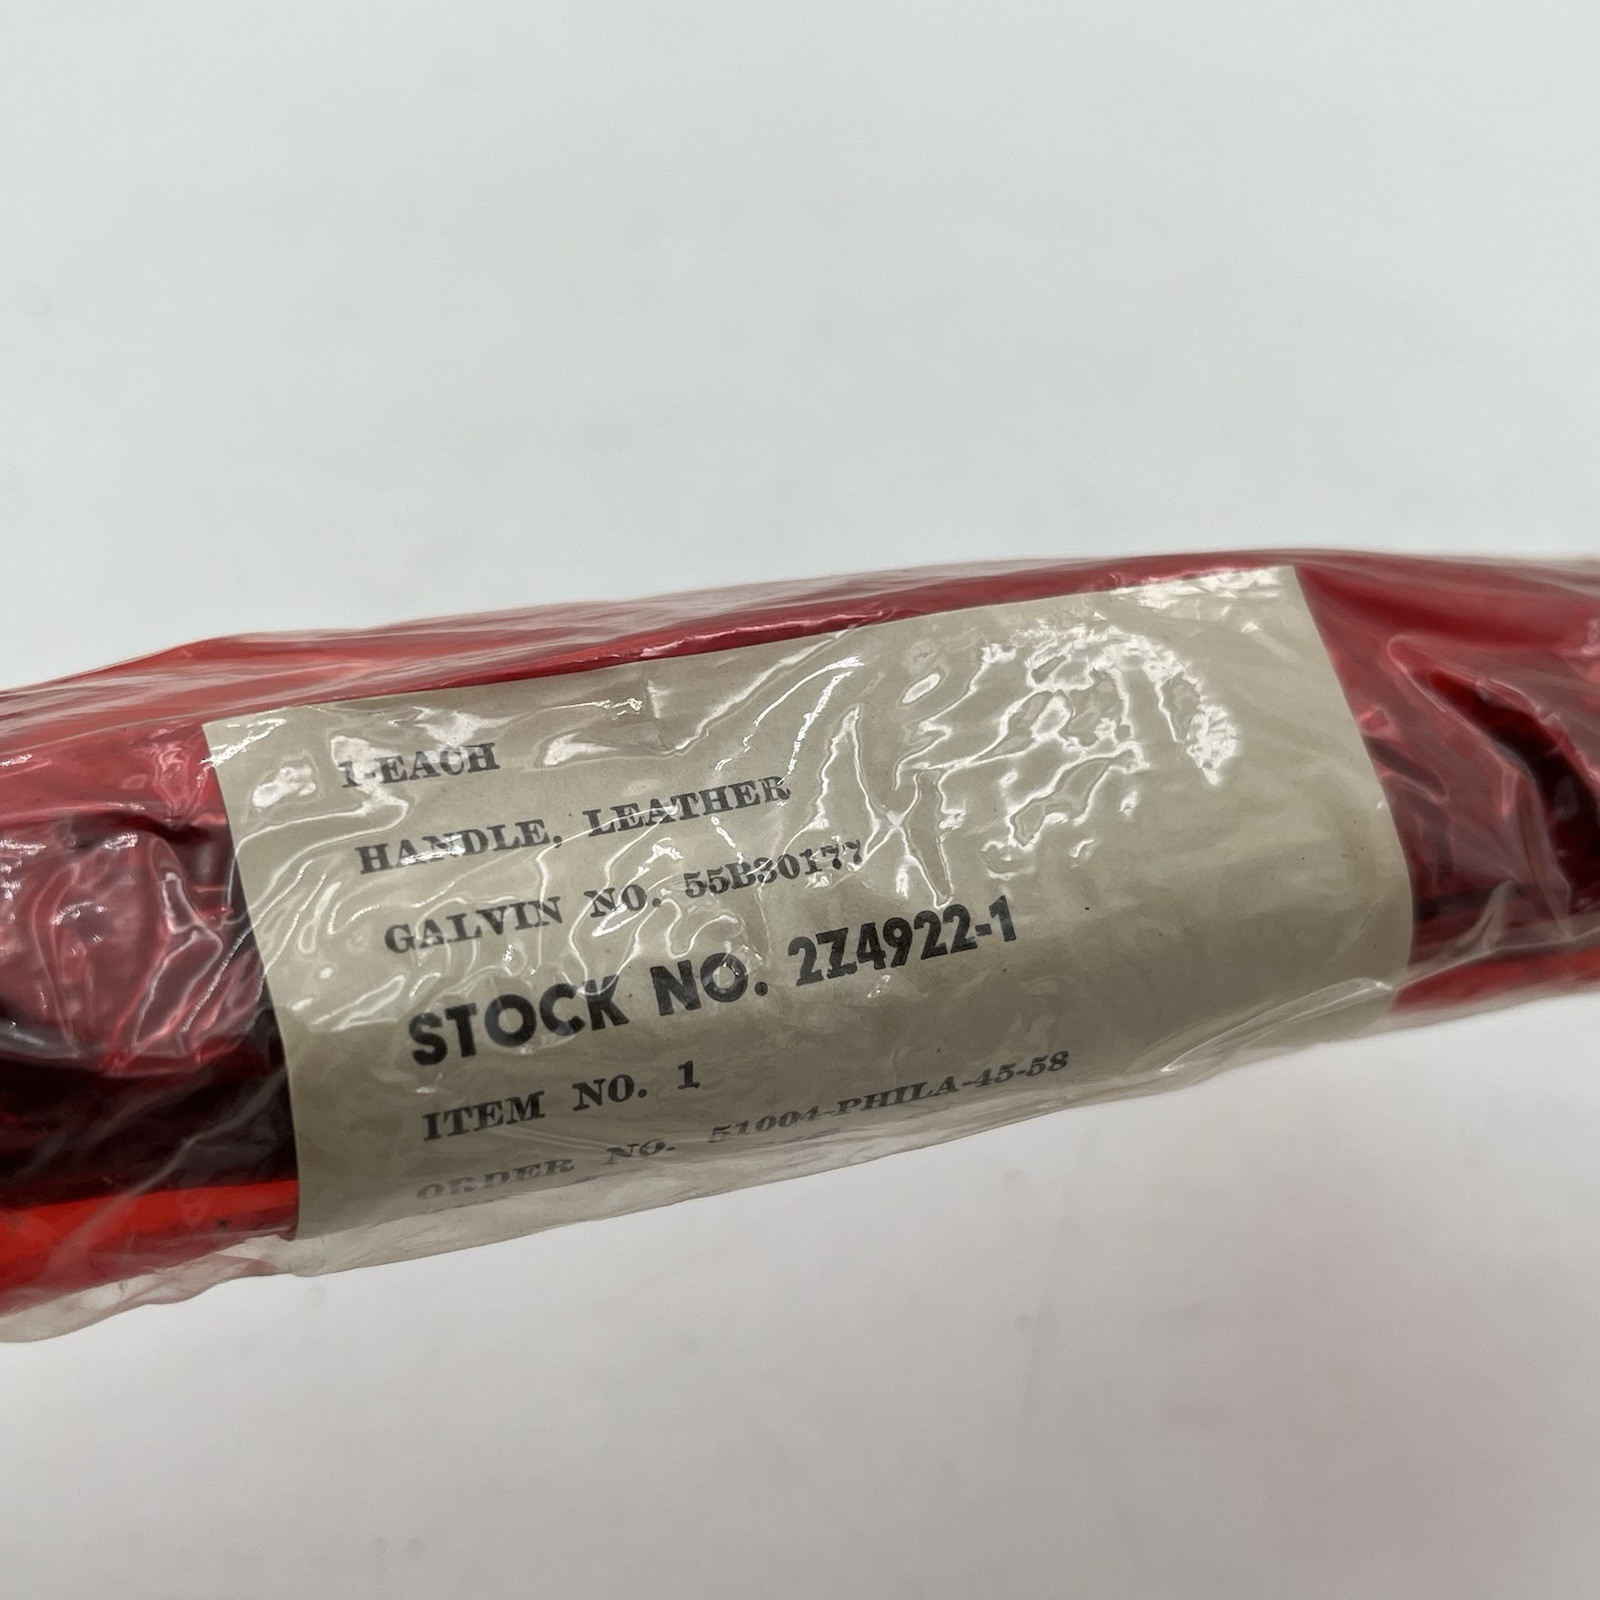 1-EACH
HANDLE, LEATHER
GALVIN NO. 55B30177
STOCK NO. 2Z4922-1
ITEM NO. 1
ORDER NO. 51004-PHILA-45-58